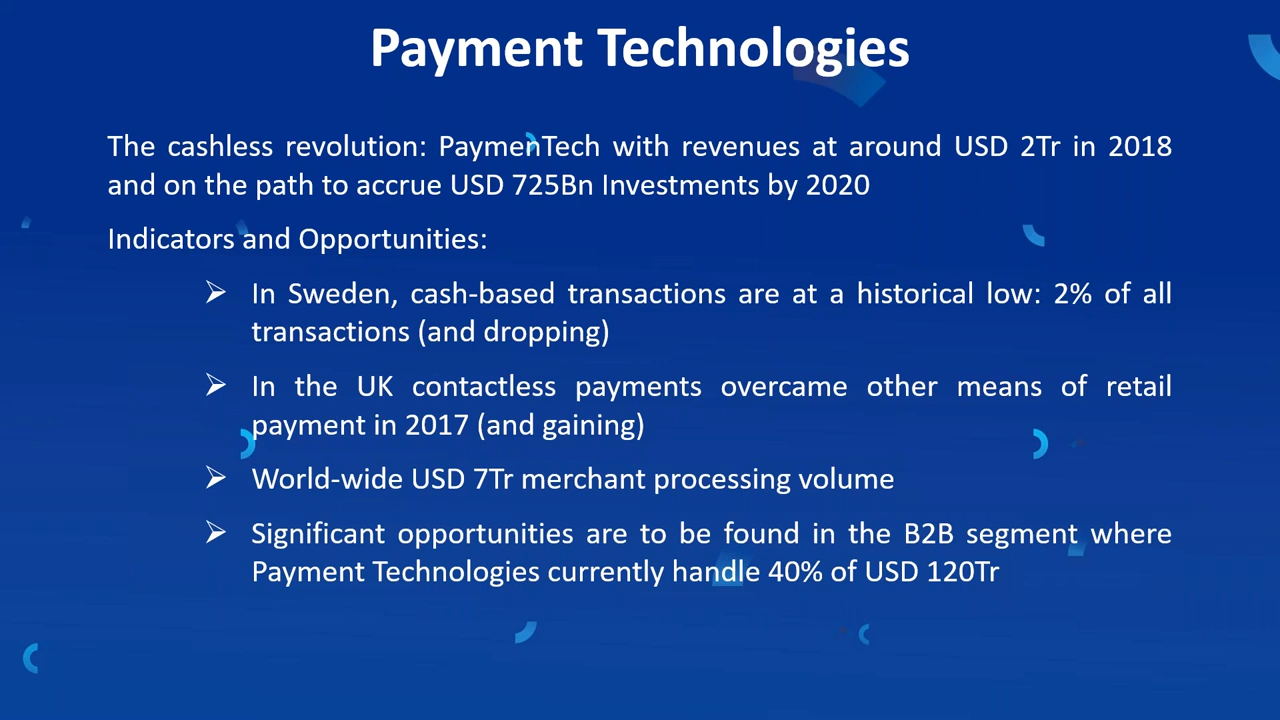 Payment Technologies
The cashless revolution: PaymenTech with revenues at around USD 2Tr in 2018
and on the path to accrue USD 725Bn Investments by 2020
Indicators and Opportunities:
➢ In Sweden, cash-based transactions are at a historical low: 2% of all
transactions (and dropping)
➢ In the UK contactless payments overcame other means of retail
payment in 2017 (and gaining)
➢ World-wide USD 7Tr merchant processing volume
➢ Significant opportunities are to be found in the B2B segment where
Payment Technologies currently handle 40% of USD 120Tr